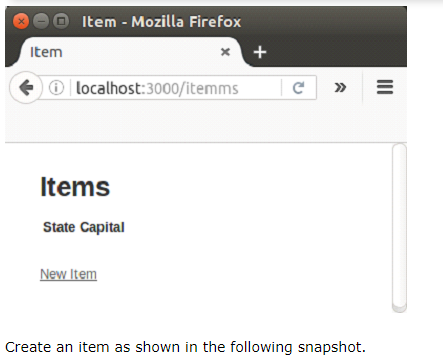 Item - Mozilla Firefox
Item
localhost:3000/itemms
Items
State Capital
New Item
Create an item as shown in the following snapshot.